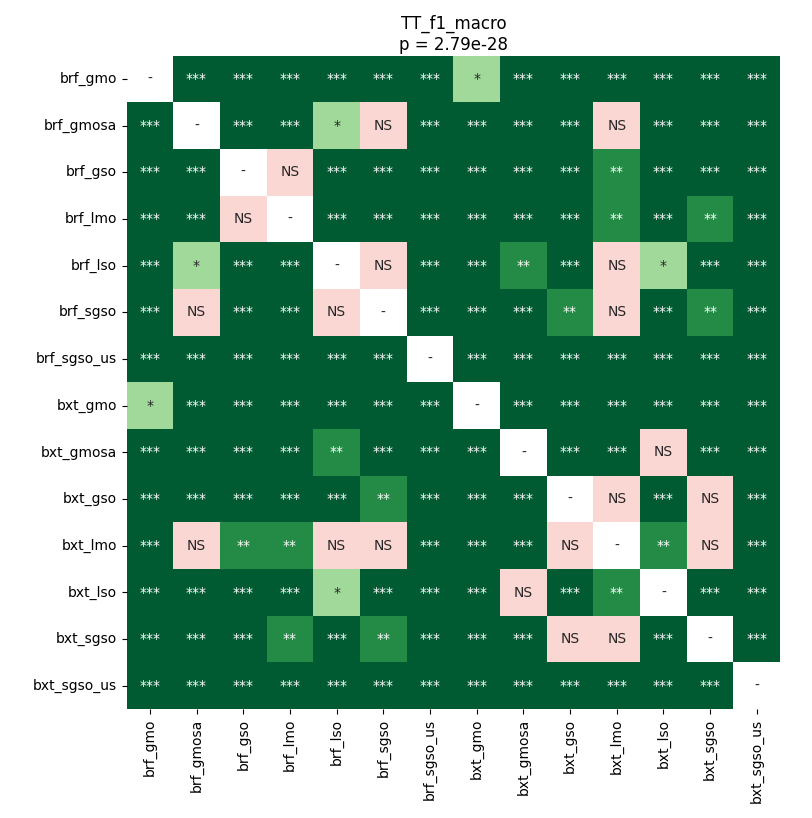 TT_f1_macro
p = 2.79e-28
brf_gmo - *** *** *** *** *** *** * *** *** *** *** *** ***
brf_gmosa *** - *** *** * NS *** *** *** *** NS *** *** ***
brf_gso *** *** - NS *** *** *** *** *** *** ** *** *** ***
brf_lmo *** *** NS - *** *** *** *** *** *** ** *** ** ***
brf_lso *** * *** *** - NS *** *** ** *** NS * *** ***
brf_sgso *** NS *** *** NS - *** *** *** ** NS *** ** ***
brf_sgso_us *** *** *** *** *** *** - *** *** *** *** *** *** ***
bxt_gmo * *** *** *** *** *** *** - *** *** *** *** *** ***
bxt_gmosa *** *** *** *** ** *** *** *** - *** *** NS *** ***
bxt_gso *** *** *** *** *** ** *** *** *** - NS *** NS ***
bxt_lmo *** NS ** ** NS NS *** *** *** NS - ** NS ***
bxt_lso *** *** *** *** * *** *** *** NS *** ** - *** ***
bxt_sgso *** *** *** ** *** ** *** *** *** NS NS *** - ***
bxt_sgso_us *** *** *** *** *** *** *** *** *** *** *** *** *** -
brf_gmo brf_gmosa brf_gso brf_lmo brf_lso brf_sgso brf_sgso_us bxt_gmo bxt_gmosa bxt_gso bxt_lmo bxt_lso bxt_sgso bxt_sgso_us